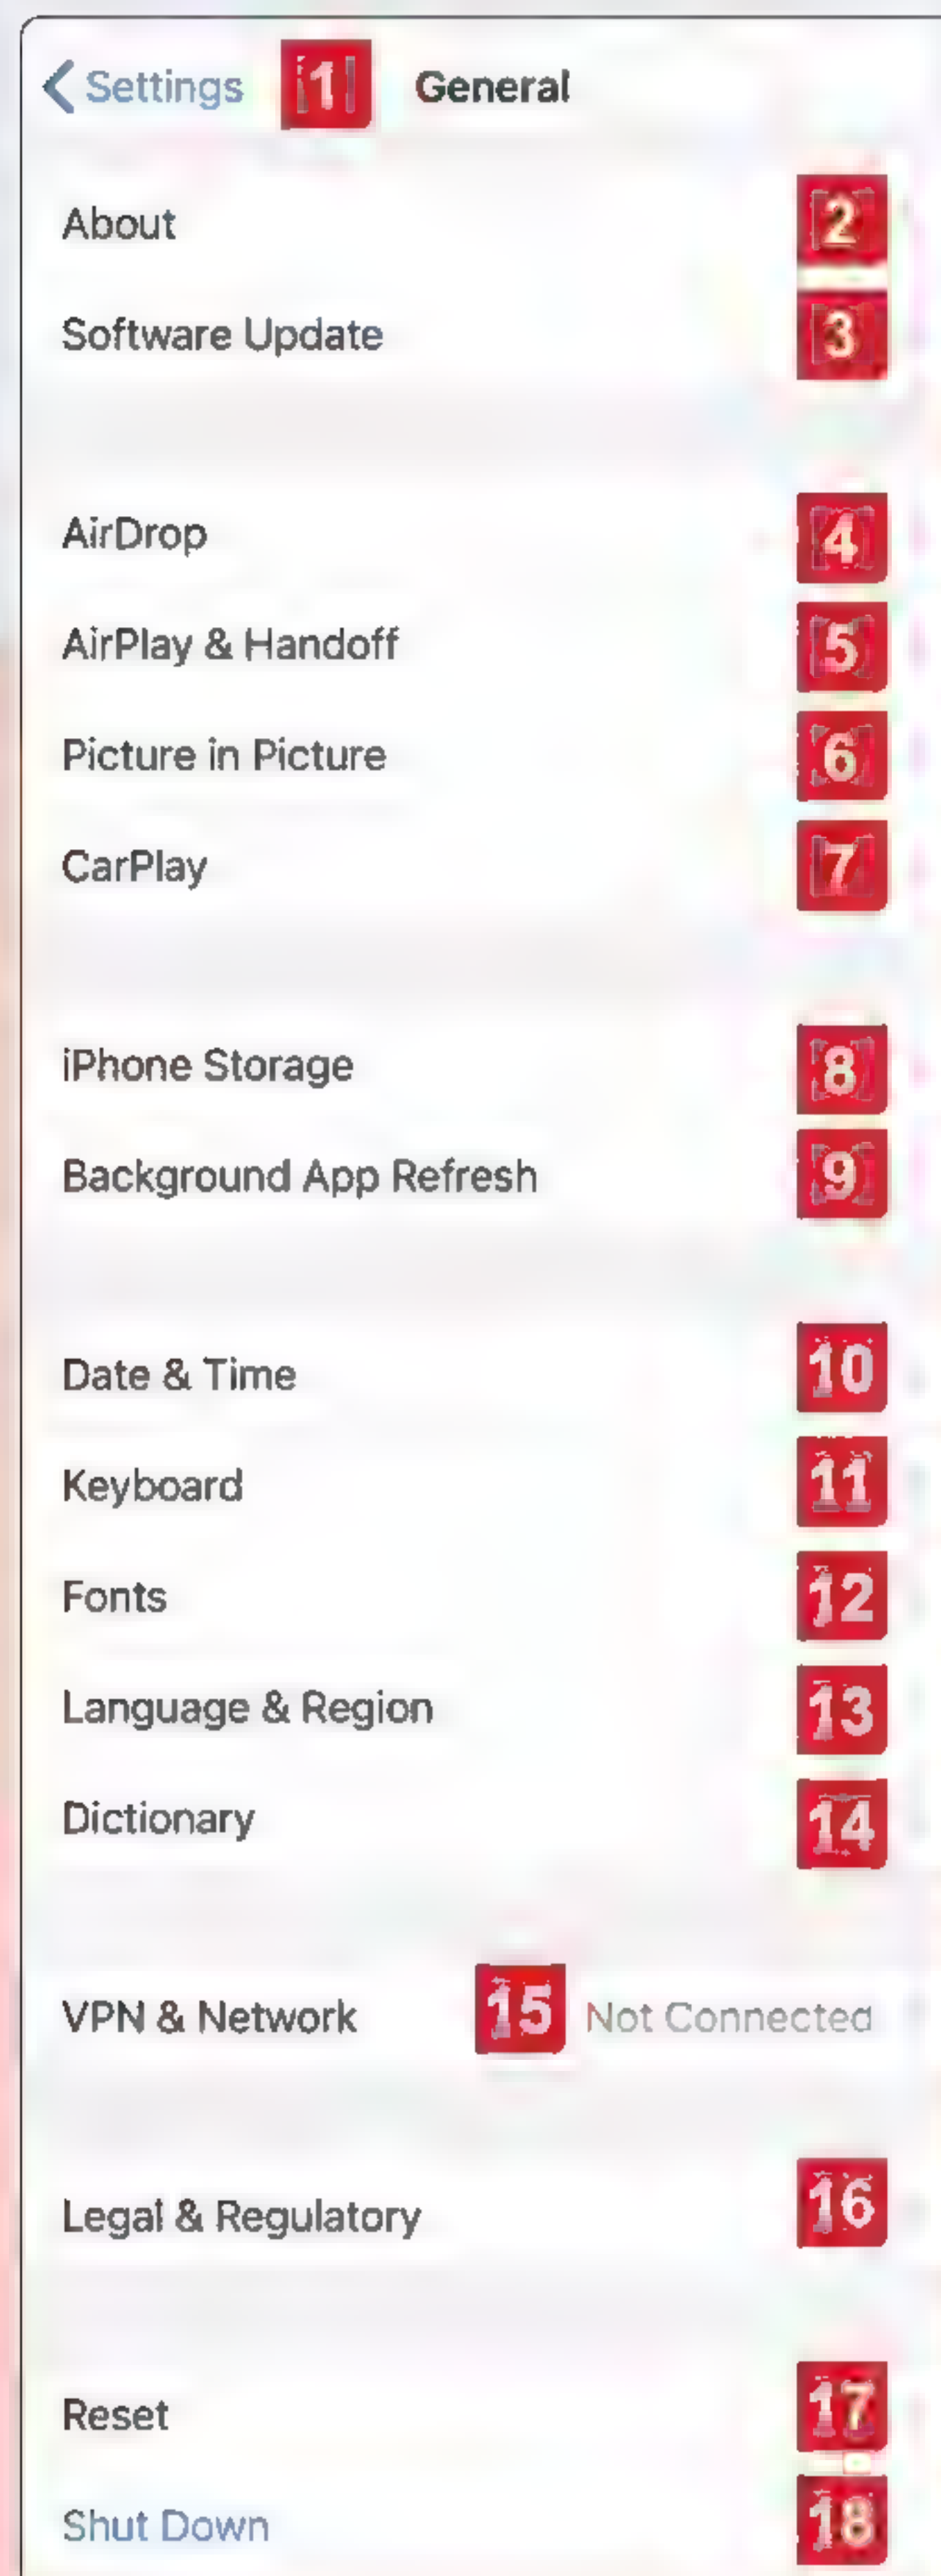 Settings 1 General
About 2
Software Update 3
AirDrop 4
AirPlay & Handoff 5
Picture in Picture 6
CarPlay 7
iPhone Storage 8
Background App Refresh 9
Date & Time 10
Keyboard 11
Fonts 12
Language & Region 13
Dictionary 14
VPN & Network 15 Not Connected
Legal & Regulatory 16
Reset 17
Shut Down 18